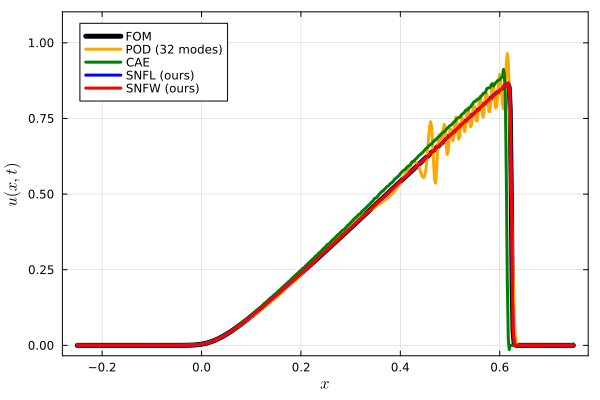 1.00
0.75
0.50
0.25
0.00
u(x, t)
FOM
POD (32 modes)
CAE
SNFL (ours)
SNFW (ours)
−0.2 0.0 0.2 0.4 0.6
x